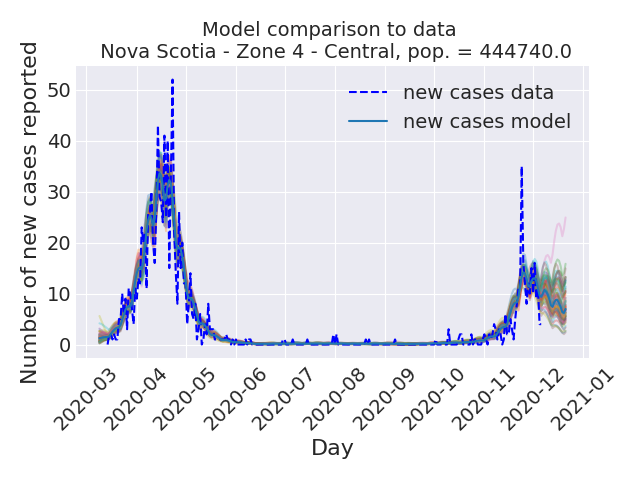 Model comparison to data
Nova Scotia - Zone 4 - Central, pop. = 444740.0
Number of new cases reported
50
40
30
20
10
0
new cases data
new cases model
2020-03
2020-04
2020-05
2020-06
2020-07
2020-08
2020-09
2020-10
2020-11
2020-12
2021-01
Day